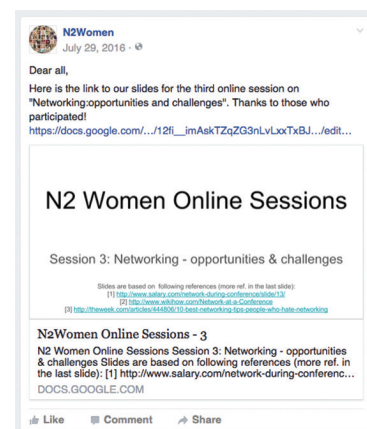 N2Women
July 29, 2016 ·
Dear all,
Here is the link to our slides for the third online session on
"Networking:opportunities and challenges". Thanks to those who
participated!
https://docs.google.com/.../12fi__imAskTZqZG3nLvLxxTxBJ.../edit...
N2 Women Online Sessions
Session 3: Networking - opportunities & challenges
Slides are based on following references (more ref. in the last slide):
[1] http://www.salary.com/network-during-conference/slide/13/
[2] http://www.wikihow.com/Network-at-a-Conference
[3] http://theweek.com/articles/444806/10-best-networking-tips-people-who-hate-networking
N2Women Online Sessions - 3
N2 Women Online Sessions Session 3: Networking - opportunities
& challenges Slides are based on following references (more ref. in
the last slide): [1] http://www.salary.com/network-during-conferenc...
DOCS.GOOGLE.COM
Like Comment Share